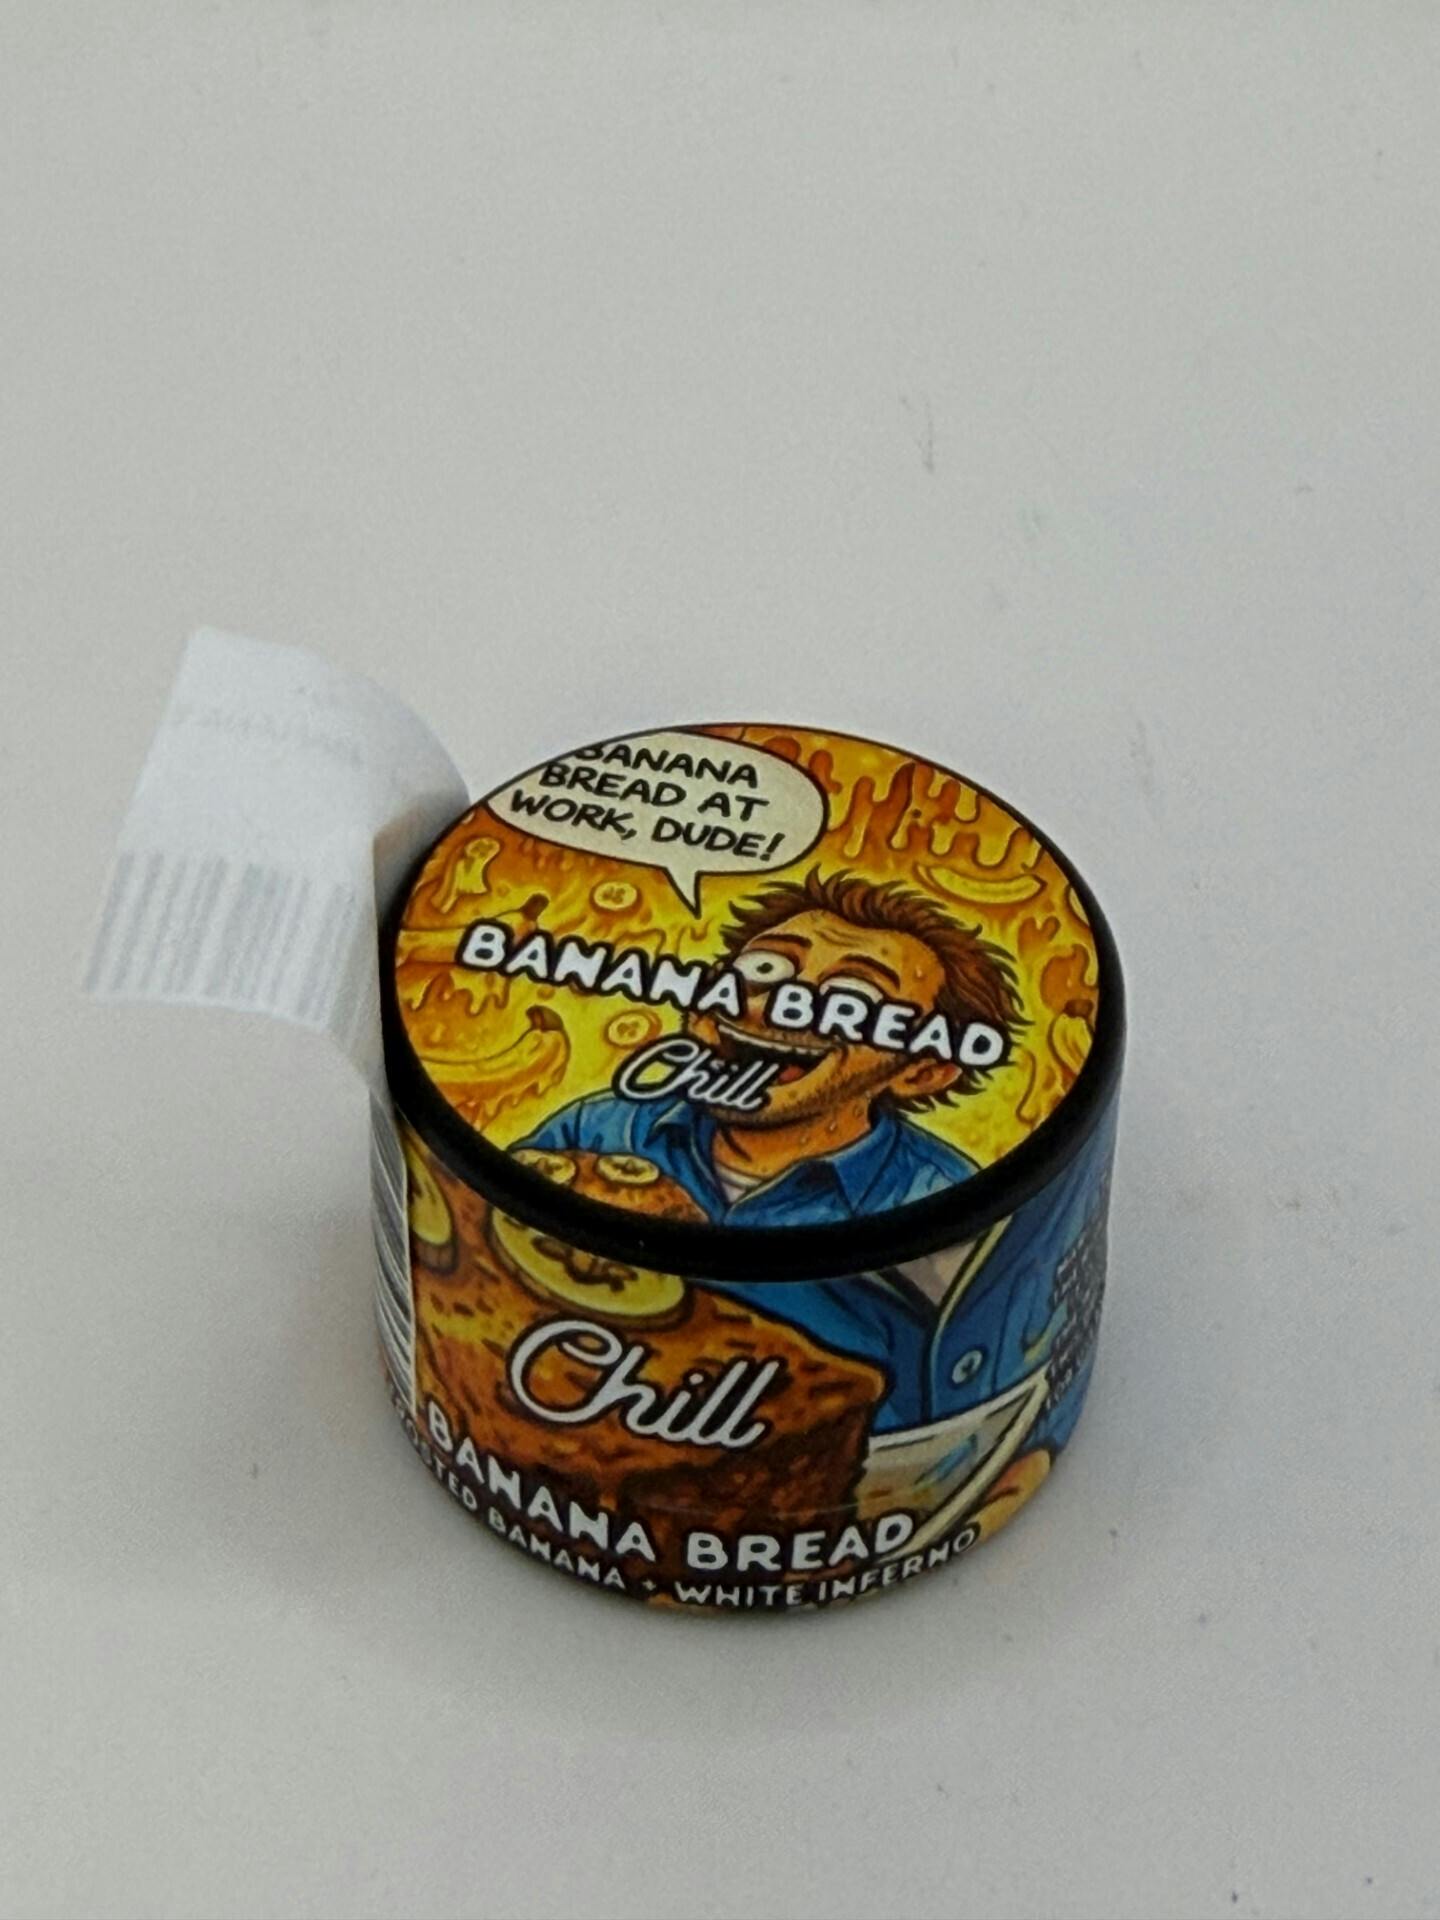 BANANA
BREAD AT
WORK, DUDE!
BANANA BREAD
Chill
Chill
BANANA BREAD
BANANA + WHITE INFERNO